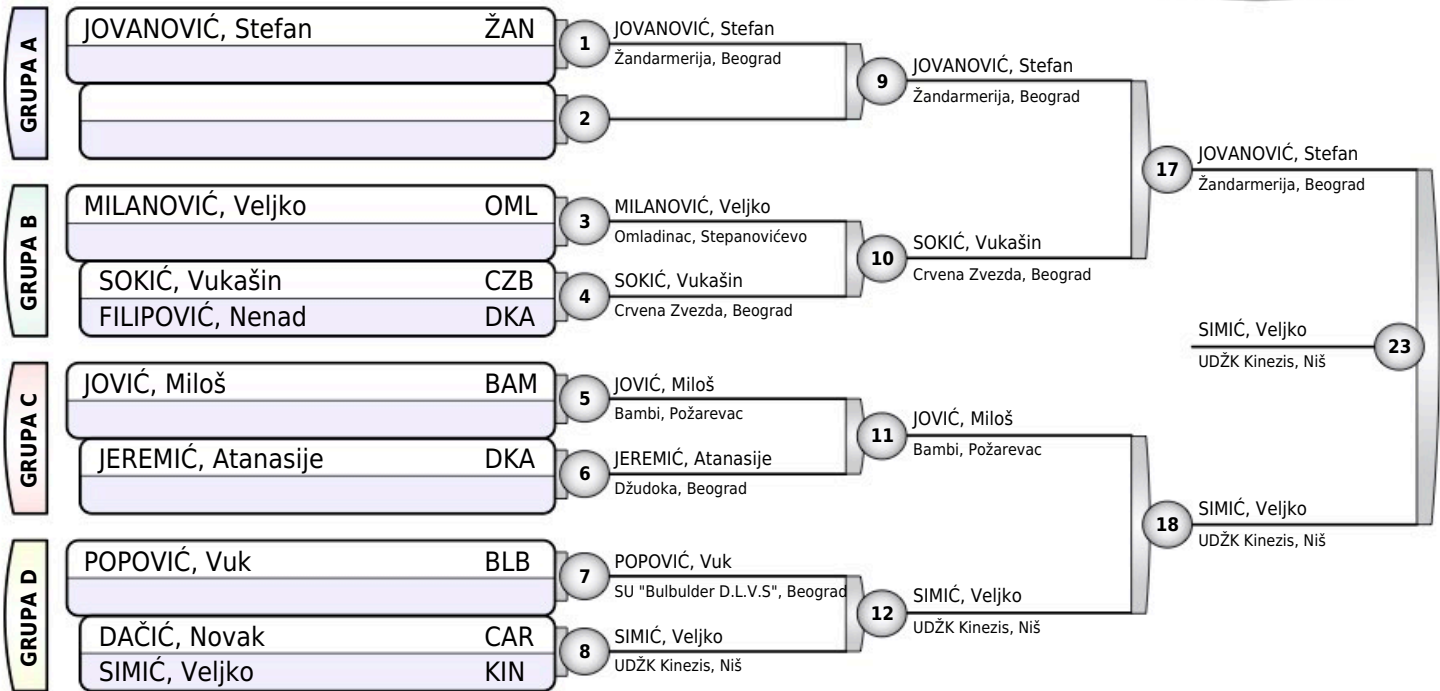 GRUPA A
JOVANOVIĆ, Stefan ŽAN
1
JOVANOVIĆ, Stefan
Žandarmerija, Beograd
2
9
JOVANOVIĆ, Stefan
Žandarmerija, Beograd
17
JOVANOVIĆ, Stefan
Žandarmerija, Beograd
GRUPA B
MILANOVIĆ, Veljko OML
3
MILANOVIĆ, Veljko
Omladinac, Stepanovićevo
SOKIĆ, Vukašin CZB
FILIPOVIĆ, Nenad DKA
4
SOKIĆ, Vukašin
Crvena Zvezda, Beograd
10
SOKIĆ, Vukašin
Crvena Zvezda, Beograd
SIMIĆ, Veljko
UDŽK Kinezis, Niš
23
GRUPA C
JOVIĆ, Miloš BAM
5
JOVIĆ, Miloš
Bambi, Požarevac
JEREMIĆ, Atanasije DKA
6
JEREMIĆ, Atanasije
Džudoka, Beograd
11
JOVIĆ, Miloš
Bambi, Požarevac
18
SIMIĆ, Veljko
UDŽK Kinezis, Niš
GRUPA D
POPOVIĆ, Vuk BLB
7
POPOVIĆ, Vuk
SU "Bulbulder D.L.V.S", Beograd
DAČIĆ, Novak CAR
SIMIĆ, Veljko KIN
8
SIMIĆ, Veljko
UDŽK Kinezis, Niš
12
SIMIĆ, Veljko
UDŽK Kinezis, Niš